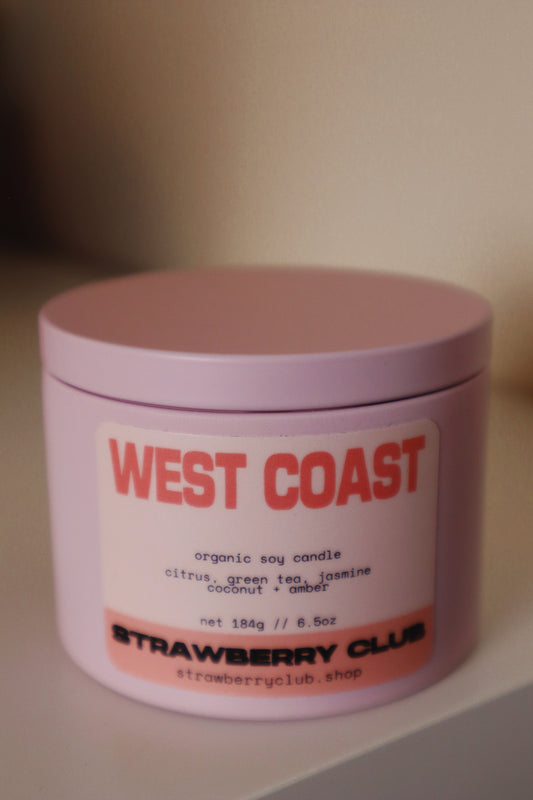 WEST COAST
organic soy candle
citrus, green tea, jasmine
coconut + amber
net 184g // 6.5oz
STRAWBERRY CLUB
strawberryclub.shop